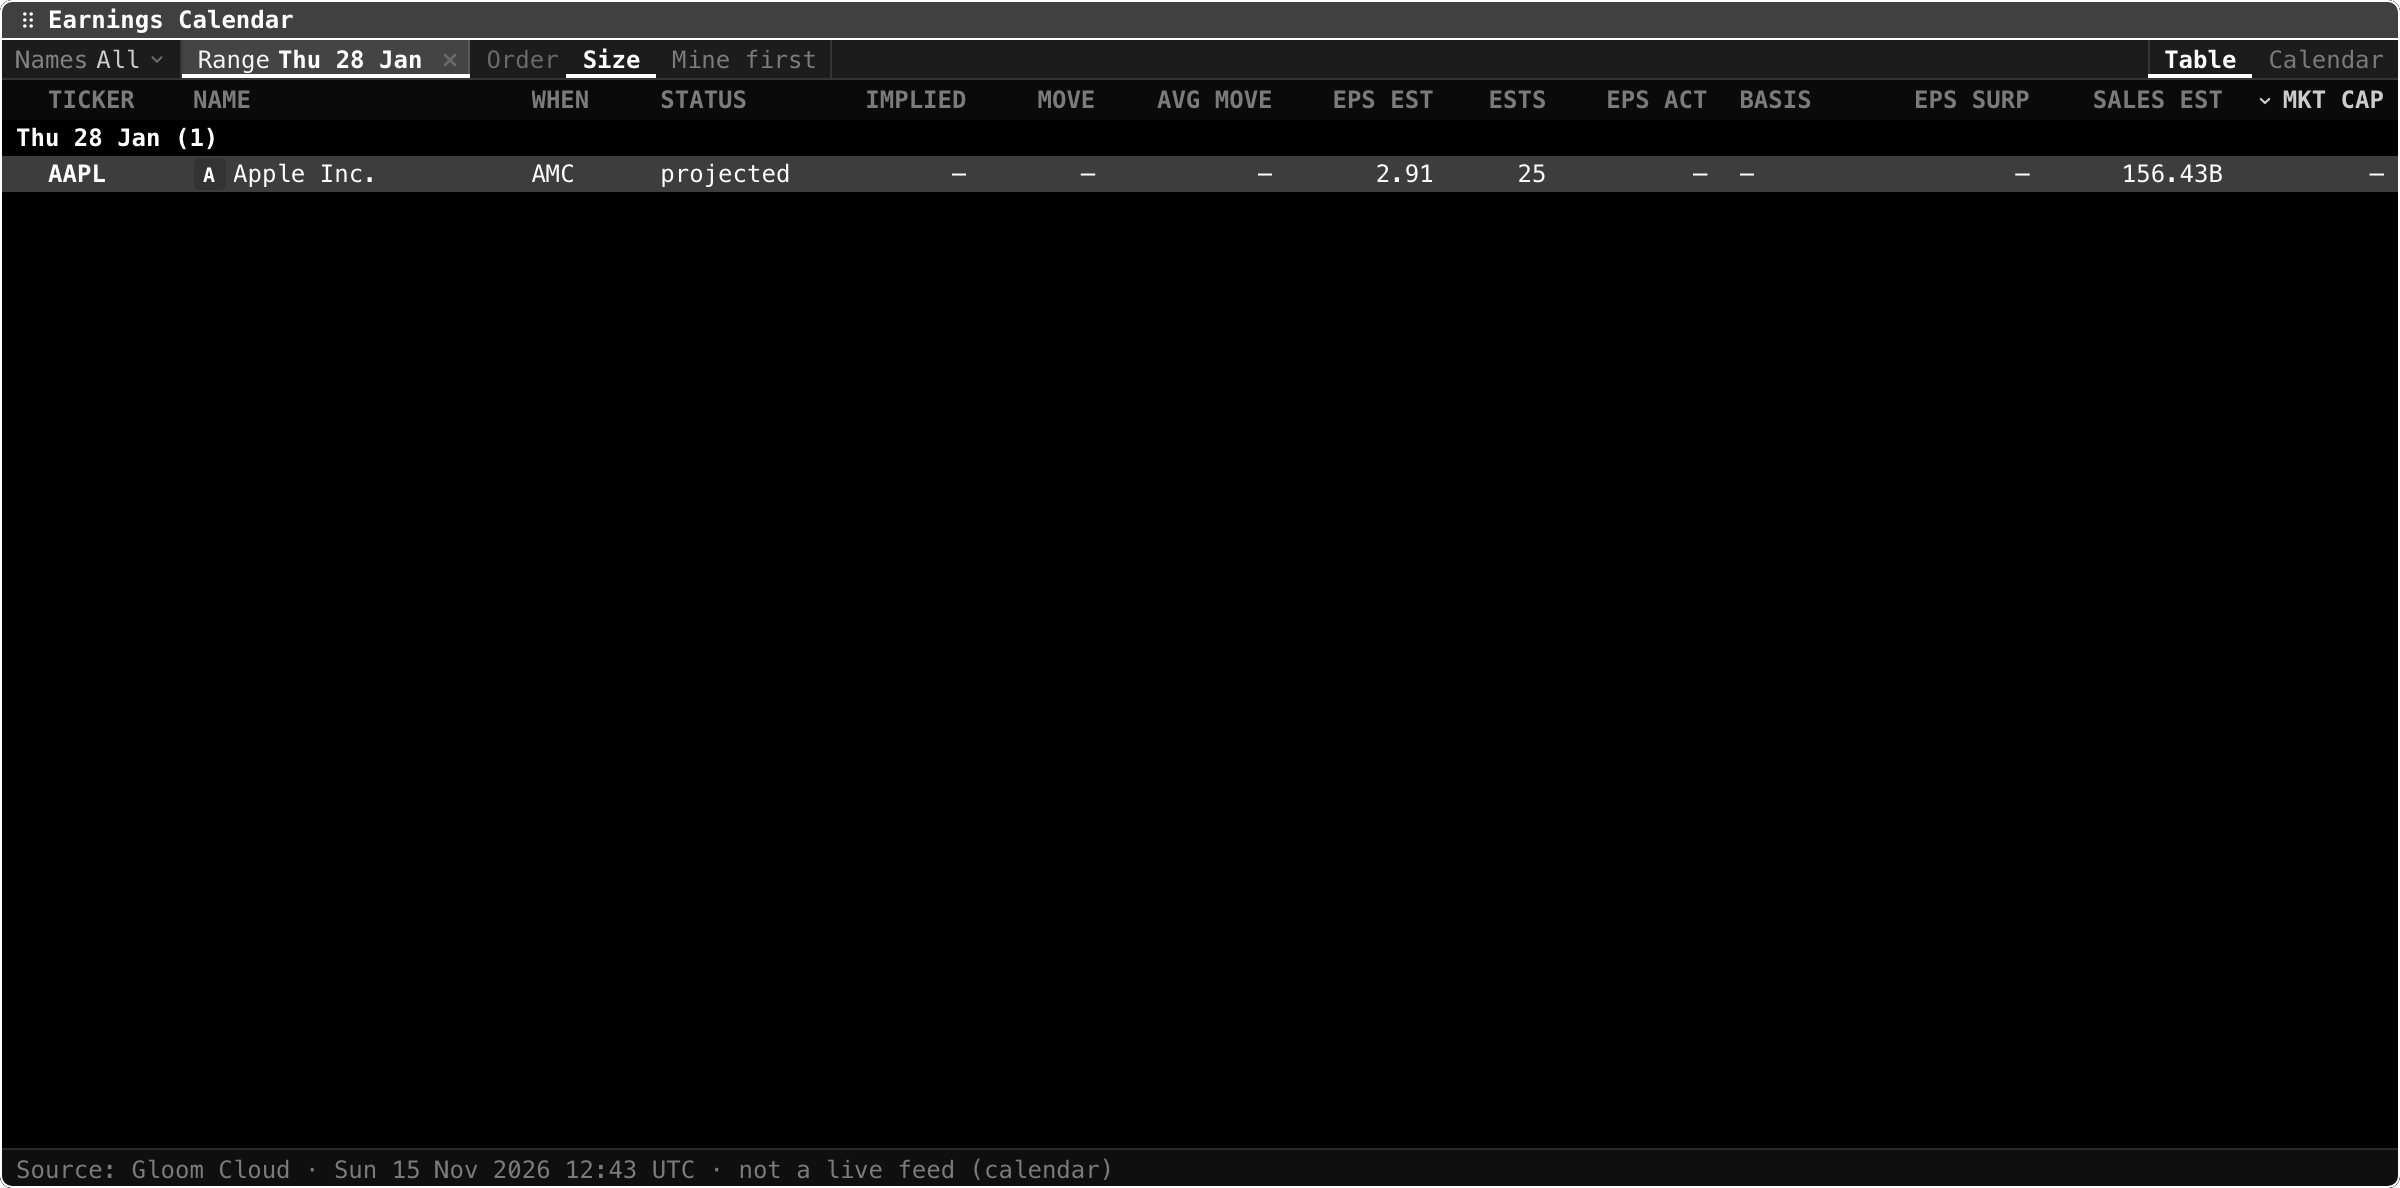 Earnings Calendar
Names All Range Thu 28 Jan × Order Size Mine first Table Calendar
TICKER NAME WHEN STATUS IMPLIED MOVE AVG MOVE EPS EST ESTS EPS ACT BASIS EPS SURP SALES EST MKT CAP
Thu 28 Jan (1)
AAPL A Apple Inc. AMC projected — — — 2.91 25 — — — 156.43B —
Source: Gloom Cloud · Sun 15 Nov 2026 12:43 UTC · not a live feed (calendar)